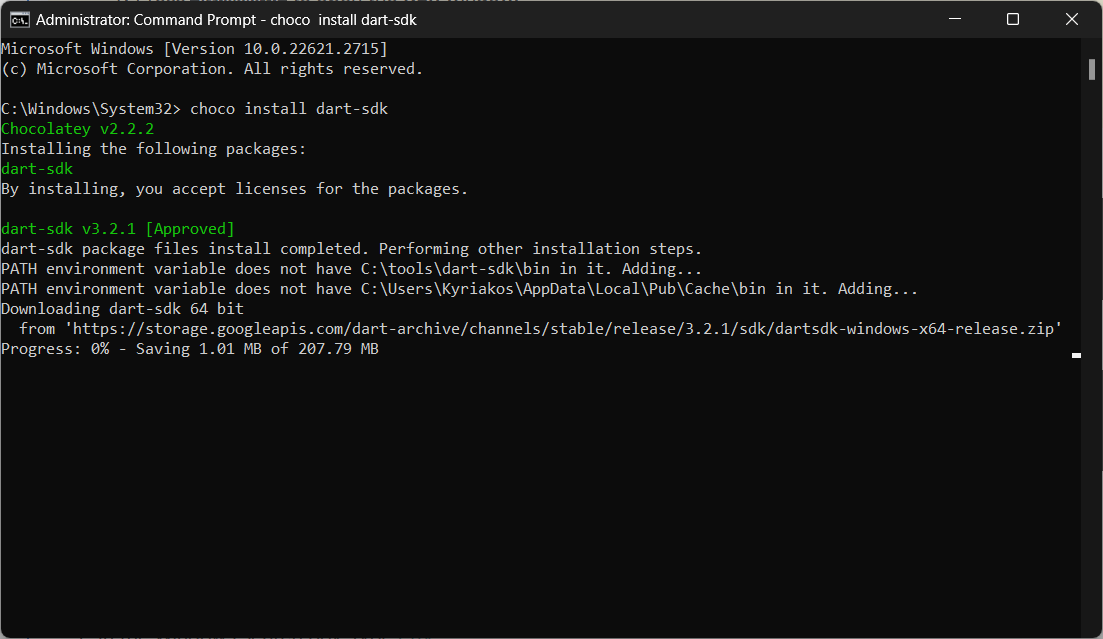 Administrator: Command Prompt - choco  install dart-sdk
Microsoft Windows [Version 10.0.22621.2715]
(c) Microsoft Corporation. All rights reserved.
C:\Windows\System32> choco install dart-sdk
Chocolatey v2.2.2
Installing the following packages:
dart-sdk
By installing, you accept licenses for the packages.
dart-sdk v3.2.1 [Approved]
dart-sdk package files install completed. Performing other installation steps.
PATH environment variable does not have C:\tools\dart-sdk\bin in it. Adding...
PATH environment variable does not have C:\Users\Kyriakos\AppData\Local\Pub\Cache\bin in it. Adding...
Downloading dart-sdk 64 bit
  from 'https://storage.googleapis.com/dart-archive/channels/stable/release/3.2.1/sdk/dartsdk-windows-x64-release.zip'
Progress: 0% - Saving 1.01 MB of 207.79 MB